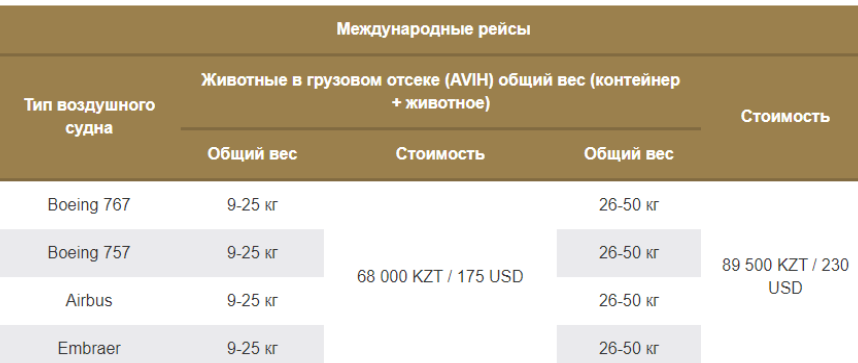 Международные рейсы
Животные в грузовом отсеке (AVIH) общий вес (контейнер
+ животное)
Тип воздушного
судна
Стоимость
Общий вес Стоимость Общий вес
Boeing 767 9-25 кг 26-50 кг
Boeing 757 9-25 кг 26-50 кг
68 000 KZT / 175 USD
89 500 KZT / 230
USD
Airbus 9-25 кг 26-50 кг
Embraer 9-25 кг 26-50 кг